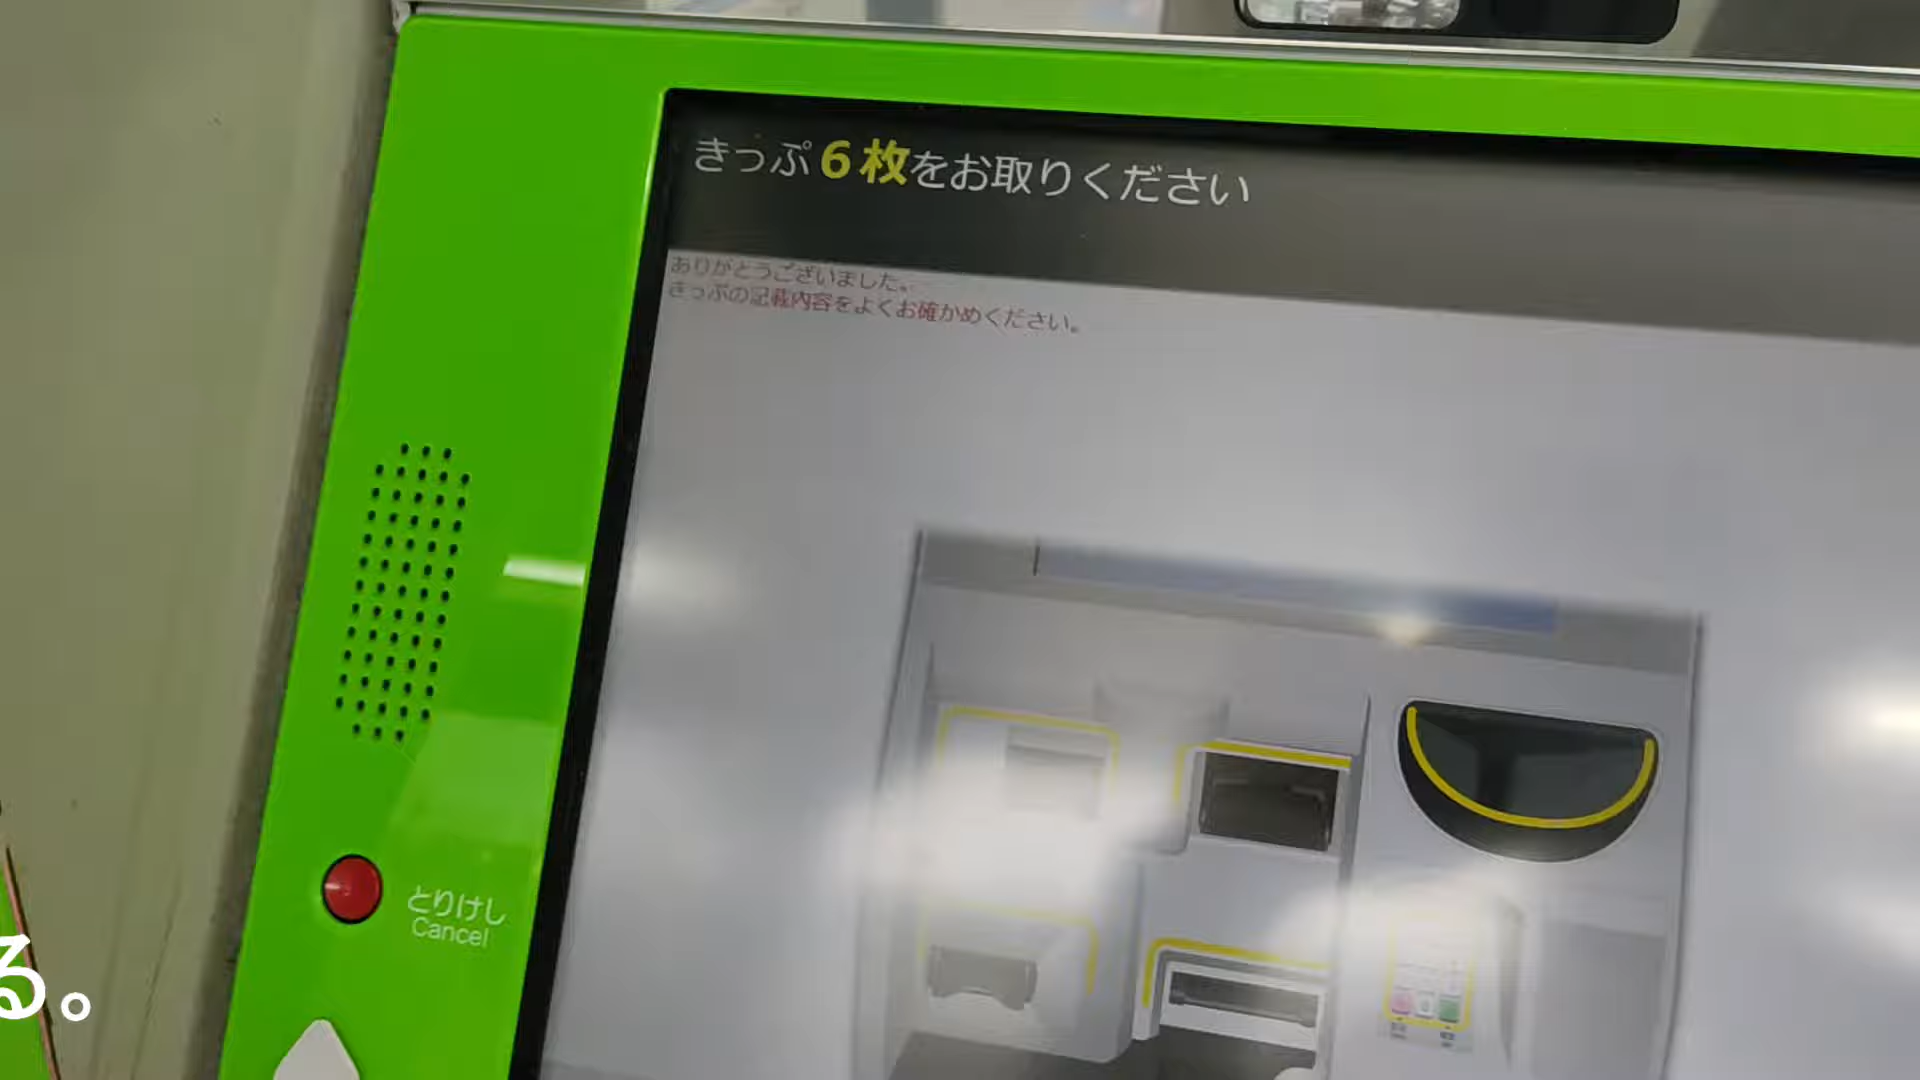 きっぷ6枚をお取りください
ありがとうございました。
きっぷの記載内容をよくお確かめください。
とりけし
Cancel
る。